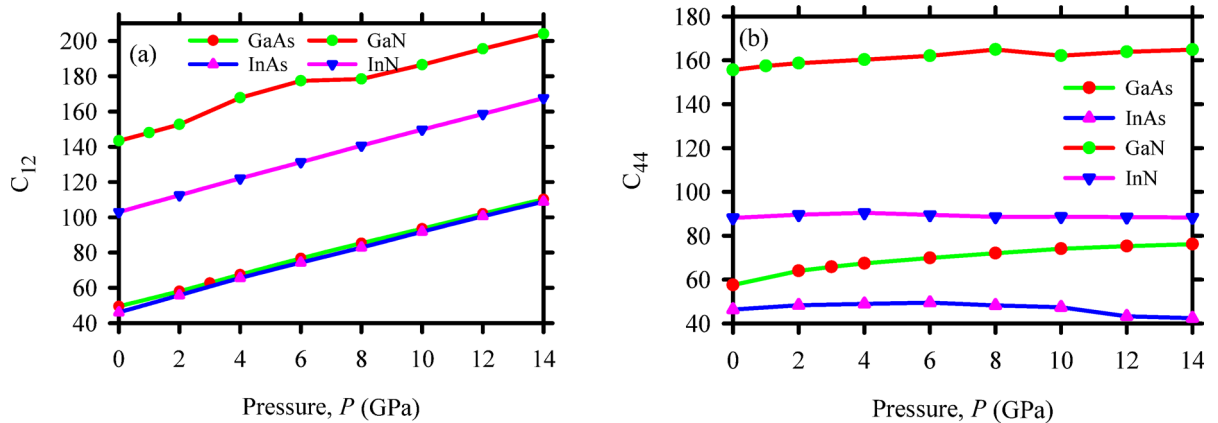 (a)
GaAs GaN
InAs InN
200
180
160
140
120
100
80
60
40
C12
0 2 4 6 8 10 12 14
Pressure, P (GPa)
(b)
180
160
140
120
100
80
60
40
C44
GaAs
InAs
GaN
InN
0 2 4 6 8 10 12 14
Pressure, P (GPa)